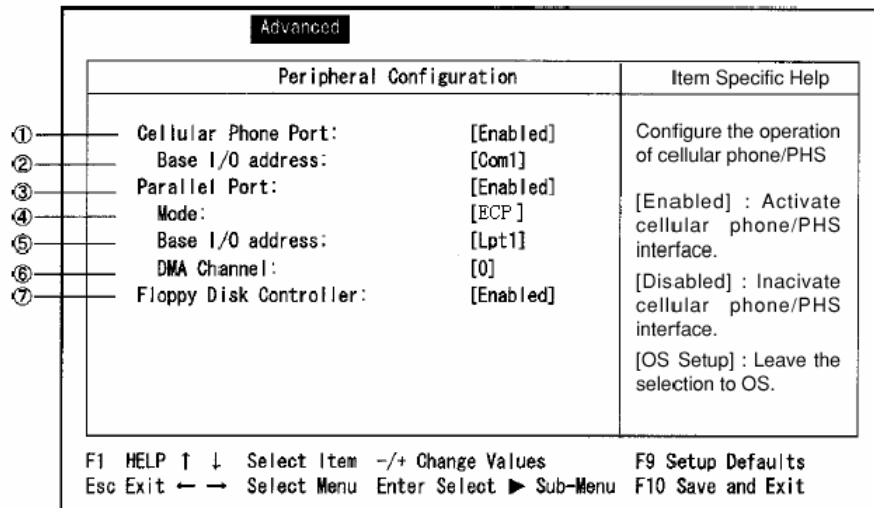 Advanced
Peripheral Configuration
Item Specific Help
① Cellular Phone Port: [Enabled]
② Base I/O address: [Com1]
③ Parallel Port: [Enabled]
④ Mode: [ECP ]
⑤ Base I/O address: [Lpt1]
⑥ DMA Channel: [0]
⑦ Floppy Disk Controller: [Enabled]
Configure the operation
of cellular phone/PHS
[Enabled] : Activate
cellular phone/PHS
interface.
[Disabled] : Inacivate
cellular phone/PHS
interface.
[OS Setup] : Leave the
selection to OS.
F1 HELP ↑ ↓ Select Item -/+ Change Values F9 Setup Defaults
Esc Exit ← → Select Menu Enter Select ▶ Sub-Menu F10 Save and Exit